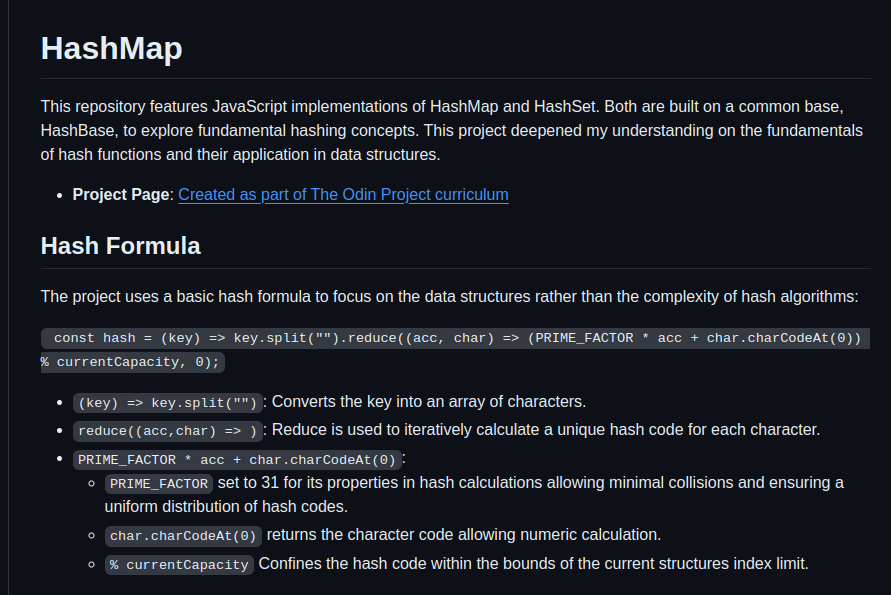 HashMap
This repository features JavaScript implementations of HashMap and HashSet. Both are built on a common base,
HashBase, to explore fundamental hashing concepts. This project deepened my understanding on the fundamentals
of hash functions and their application in data structures.
Project Page: Created as part of The Odin Project curriculum
Hash Formula
The project uses a basic hash formula to focus on the data structures rather than the complexity of hash algorithms:
const hash = (key) => key.split("").reduce((acc, char) => (PRIME_FACTOR * acc + char.charCodeAt(0))
% currentCapacity, 0);
(key) => key.split("") : Converts the key into an array of characters.
reduce((acc,char) => ) : Reduce is used to iteratively calculate a unique hash code for each character.
PRIME_FACTOR * acc + char.charCodeAt(0) :
PRIME_FACTOR set to 31 for its properties in hash calculations allowing minimal collisions and ensuring a
uniform distribution of hash codes.
char.charCodeAt(0) returns the character code allowing numeric calculation.
% currentCapacity Confines the hash code within the bounds of the current structures index limit.